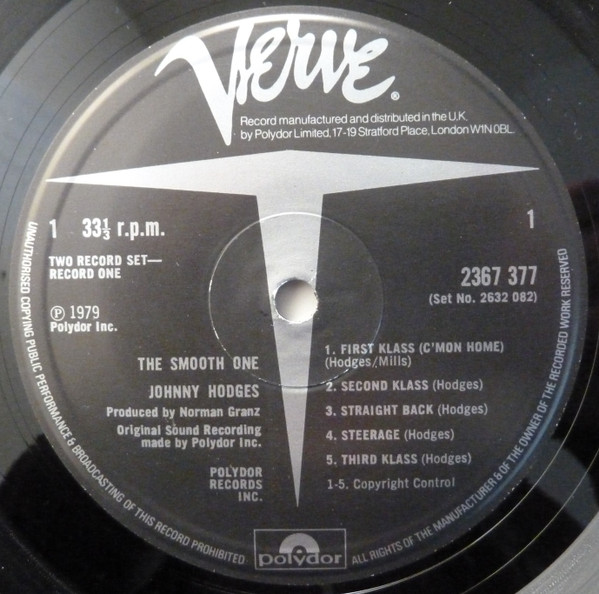 Verve®
Record manufactured and distributed in the U.K.
by Polydor Limited, 17-19 Stratford Place, London W1N 0BL.
1 33⅓ r.p.m.
1
TWO RECORD SET—
RECORD ONE
2367 377
(Set No. 2632 082)
Ⓟ 1979
Polydor Inc.
THE SMOOTH ONE
JOHNNY HODGES
Produced by Norman Granz
Original Sound Recording
made by Polydor Inc.
POLYDOR
RECORDS
INC.
1. FIRST KLASS (C'MON HOME)
(Hodges/Mills)
2. SECOND KLASS (Hodges)
3. STRAIGHT BACK (Hodges)
4. STEERAGE (Hodges)
5. THIRD KLASS (Hodges)
1-5. Copyright Control
polydor
UNAUTHORISED COPYING PUBLIC PERFORMANCE & BROADCASTING OF THIS RECORD PROHIBITED
ALL RIGHTS OF THE MANUFACTURER & OF THE OWNER OF THE RECORDED WORK RESERVED